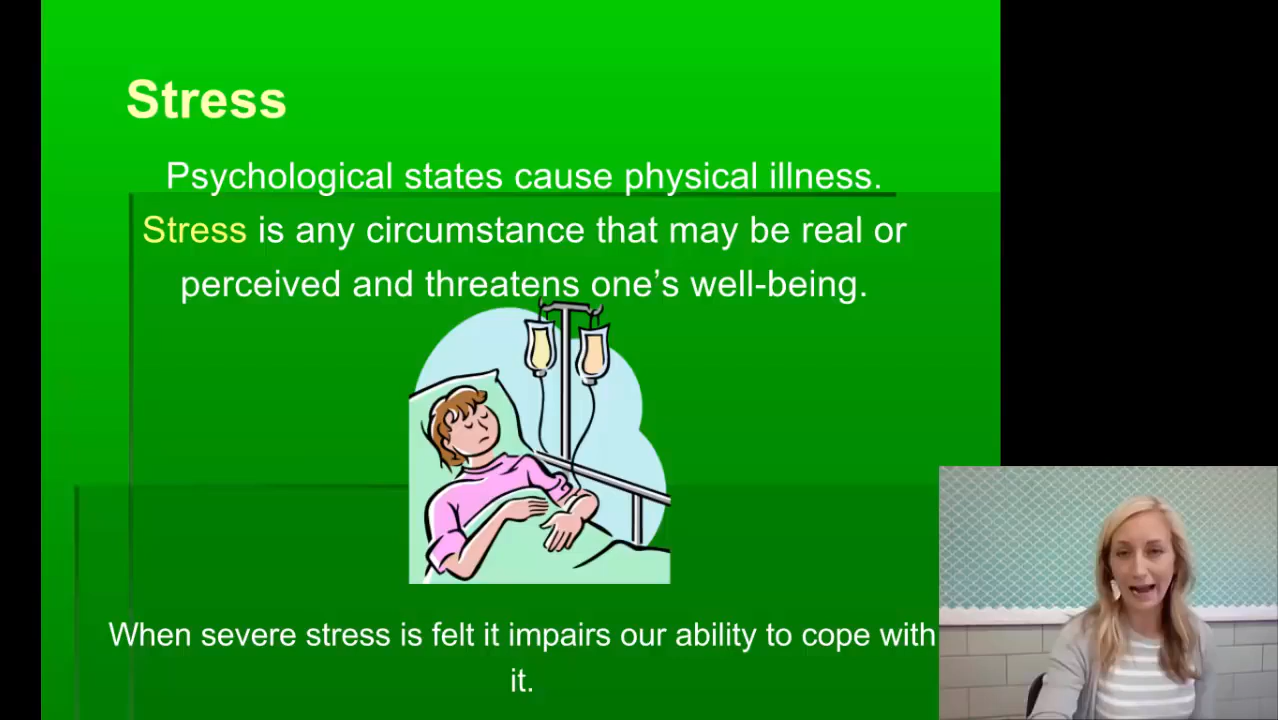 Stress
Psychological states cause physical illness.
Stress is any circumstance that may be real or
perceived and threatens one’s well-being.
When severe stress is felt it impairs our ability to cope with
it.